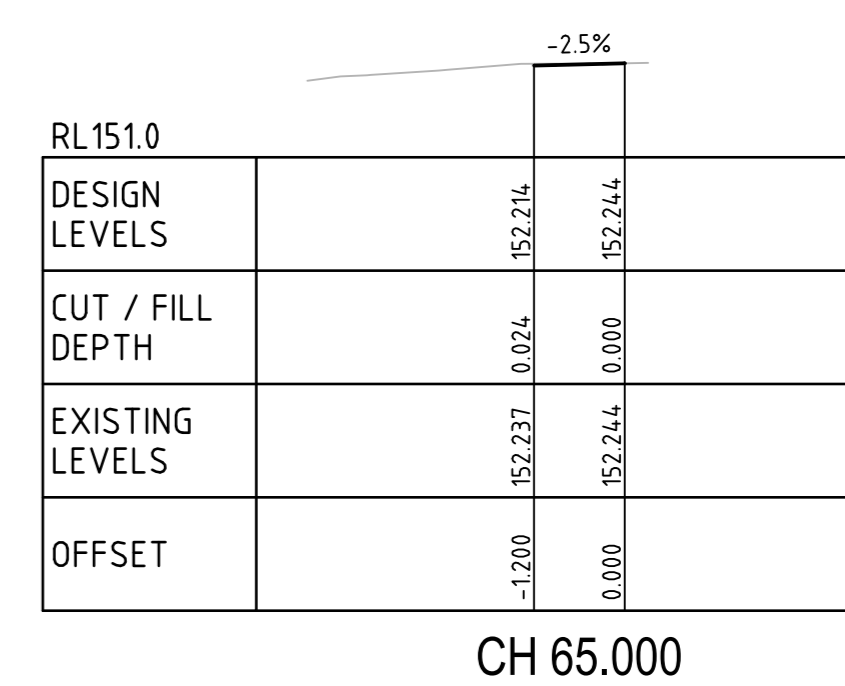 -2.5%
RL151.0
DESIGN
LEVELS
152.214
152.244
CUT / FILL
DEPTH
0.024
0.000
EXISTING
LEVELS
152.237
152.244
OFFSET
-1.200
0.000
CH 65.000